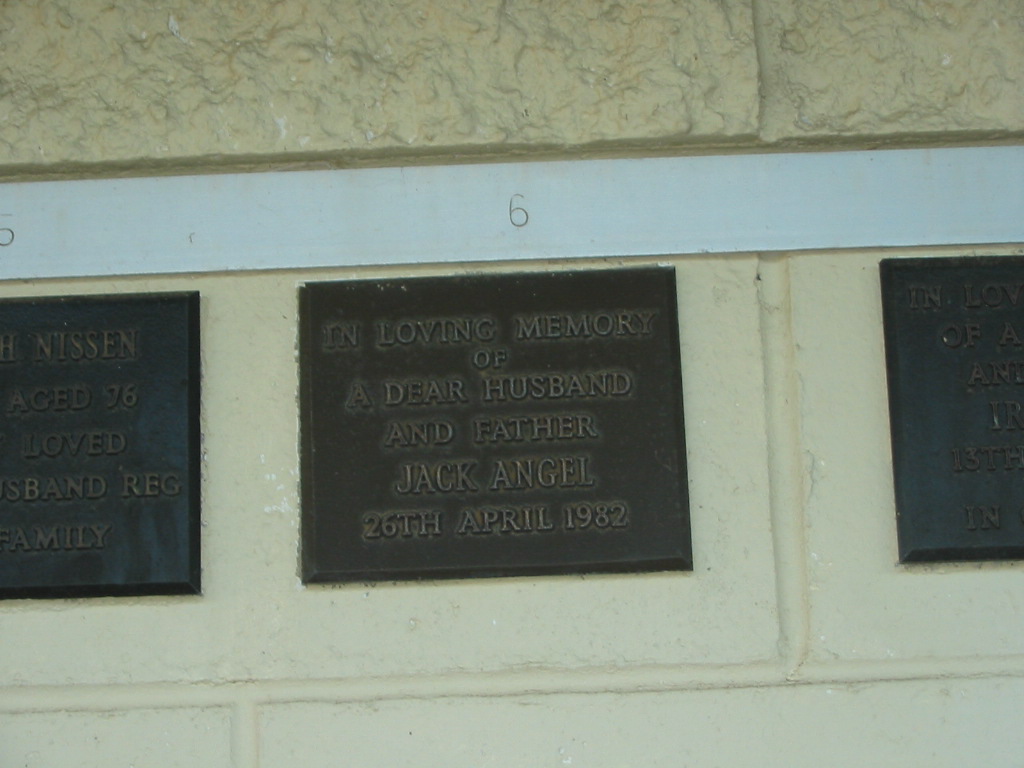 5
6
H NISSEN
AGED 76
LOVED
USBAND REG
FAMILY
IN LOVING MEMORY
OF
A DEAR HUSBAND
AND FATHER
JACK ANGEL
26TH APRIL 1982
IN LOV
OF A
AN
IR
13TH
IN